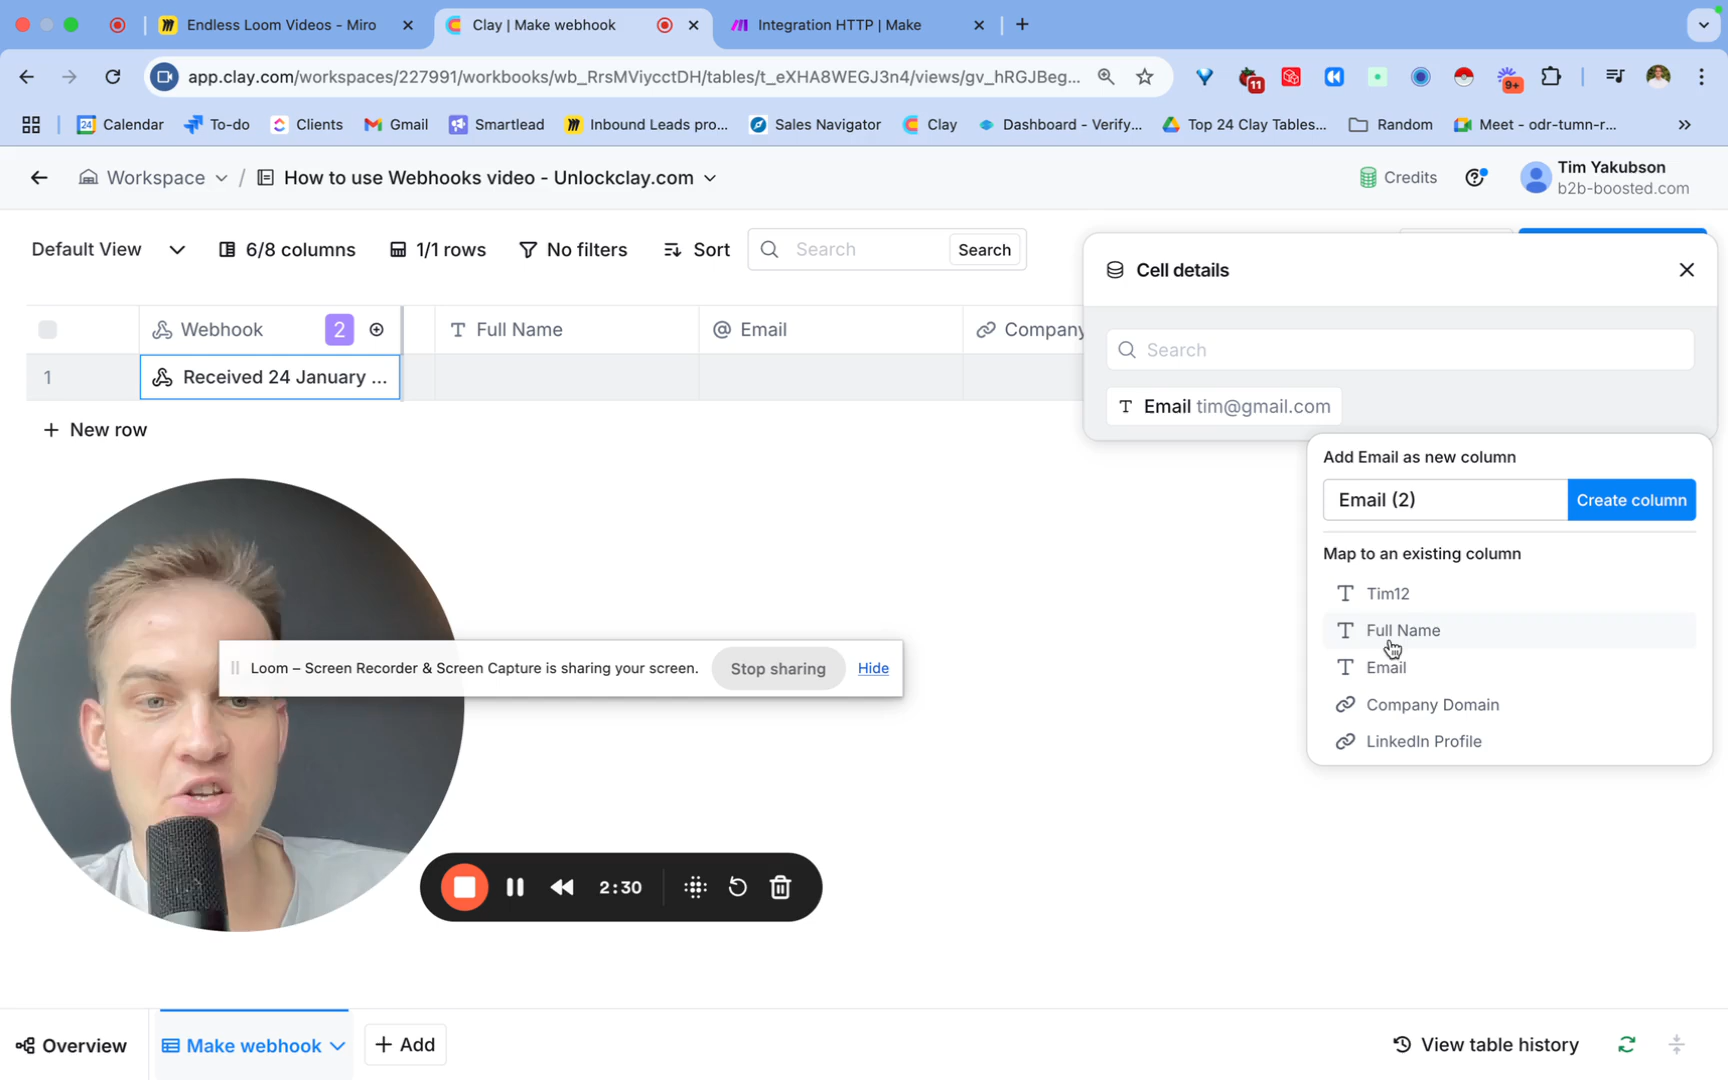 Endless Loom Videos - Miro
Clay | Make webhook
Integration HTTP | Make
app.clay.com/workspaces/227991/workbooks/wb_RrsMViycctDH/tables/t_eXHA8WEGJ3n4/views/gv_hRGJBeg...
11
9+
24
Calendar
To-do
Clients
Gmail
Smartlead
Inbound Leads pro...
Sales Navigator
Clay
Dashboard - Verify...
Top 24 Clay Tables...
Random
Meet - odr-tumn-r...
Workspace / How to use Webhooks video - Unlockclay.com
Credits
Tim Yakubson
b2b-boosted.com
Default View
6/8 columns
1/1 rows
No filters
Sort
Search
Search
Cell details
Webhook 2
Full Name
Email
Company
Search
1
Received 24 January ...
Email tim@gmail.com
+ New row
Add Email as new column
Email (2)
Create column
Map to an existing column
Tim12
Full Name
Email
Company Domain
LinkedIn Profile
Loom – Screen Recorder & Screen Capture is sharing your screen.
Stop sharing
Hide
2:30
Overview
Make webhook
+ Add
View table history